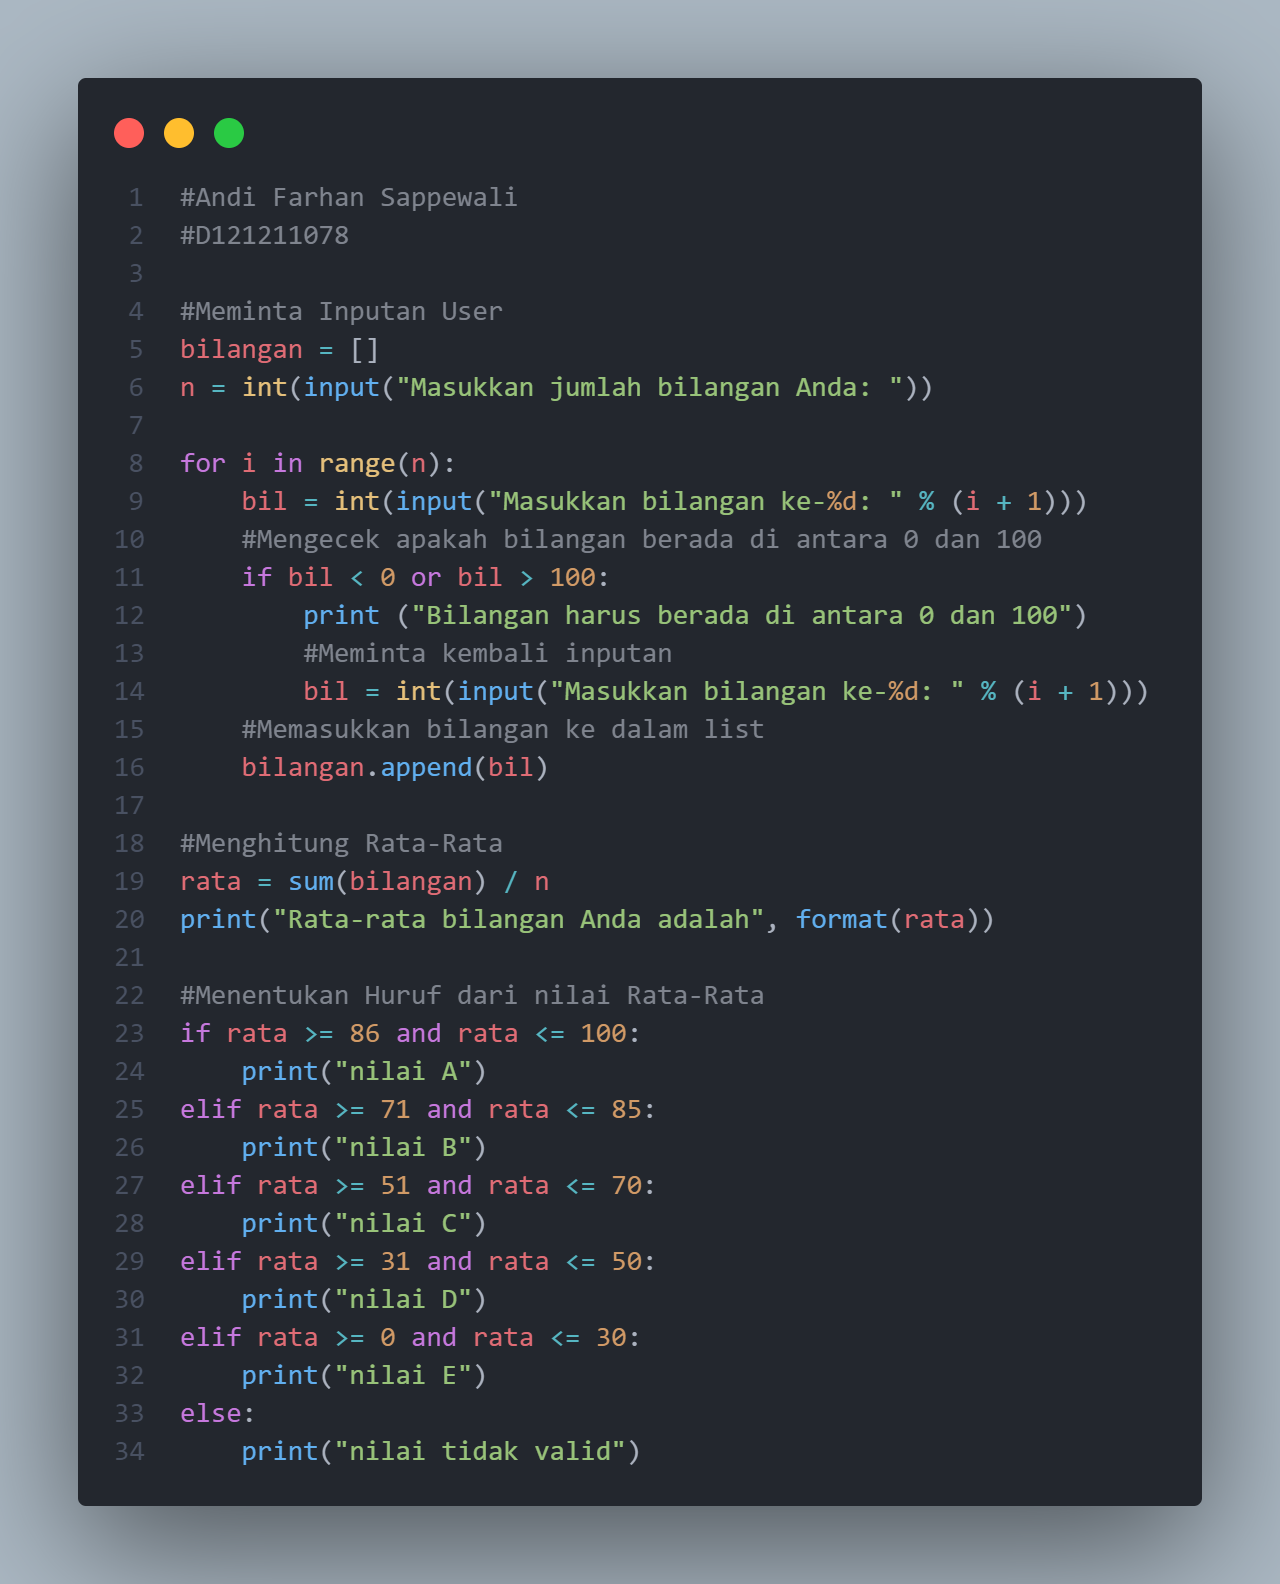 1 #Andi Farhan Sappewali
2 #D121211078
3
4 #Meminta Inputan User
5 bilangan = []
6 n = int(input("Masukkan jumlah bilangan Anda: "))
7
8 for i in range(n):
9     bil = int(input("Masukkan bilangan ke-%d: " % (i + 1)))
10     #Mengecek apakah bilangan berada di antara 0 dan 100
11     if bil < 0 or bil > 100:
12         print ("Bilangan harus berada di antara 0 dan 100")
13         #Meminta kembali inputan
14         bil = int(input("Masukkan bilangan ke-%d: " % (i + 1)))
15     #Memasukkan bilangan ke dalam list
16     bilangan.append(bil)
17
18 #Menghitung Rata-Rata
19 rata = sum(bilangan) / n
20 print("Rata-rata bilangan Anda adalah", format(rata))
21
22 #Menentukan Huruf dari nilai Rata-Rata
23 if rata >= 86 and rata <= 100:
24     print("nilai A")
25 elif rata >= 71 and rata <= 85:
26     print("nilai B")
27 elif rata >= 51 and rata <= 70:
28     print("nilai C")
29 elif rata >= 31 and rata <= 50:
30     print("nilai D")
31 elif rata >= 0 and rata <= 30:
32     print("nilai E")
33 else:
34     print("nilai tidak valid")